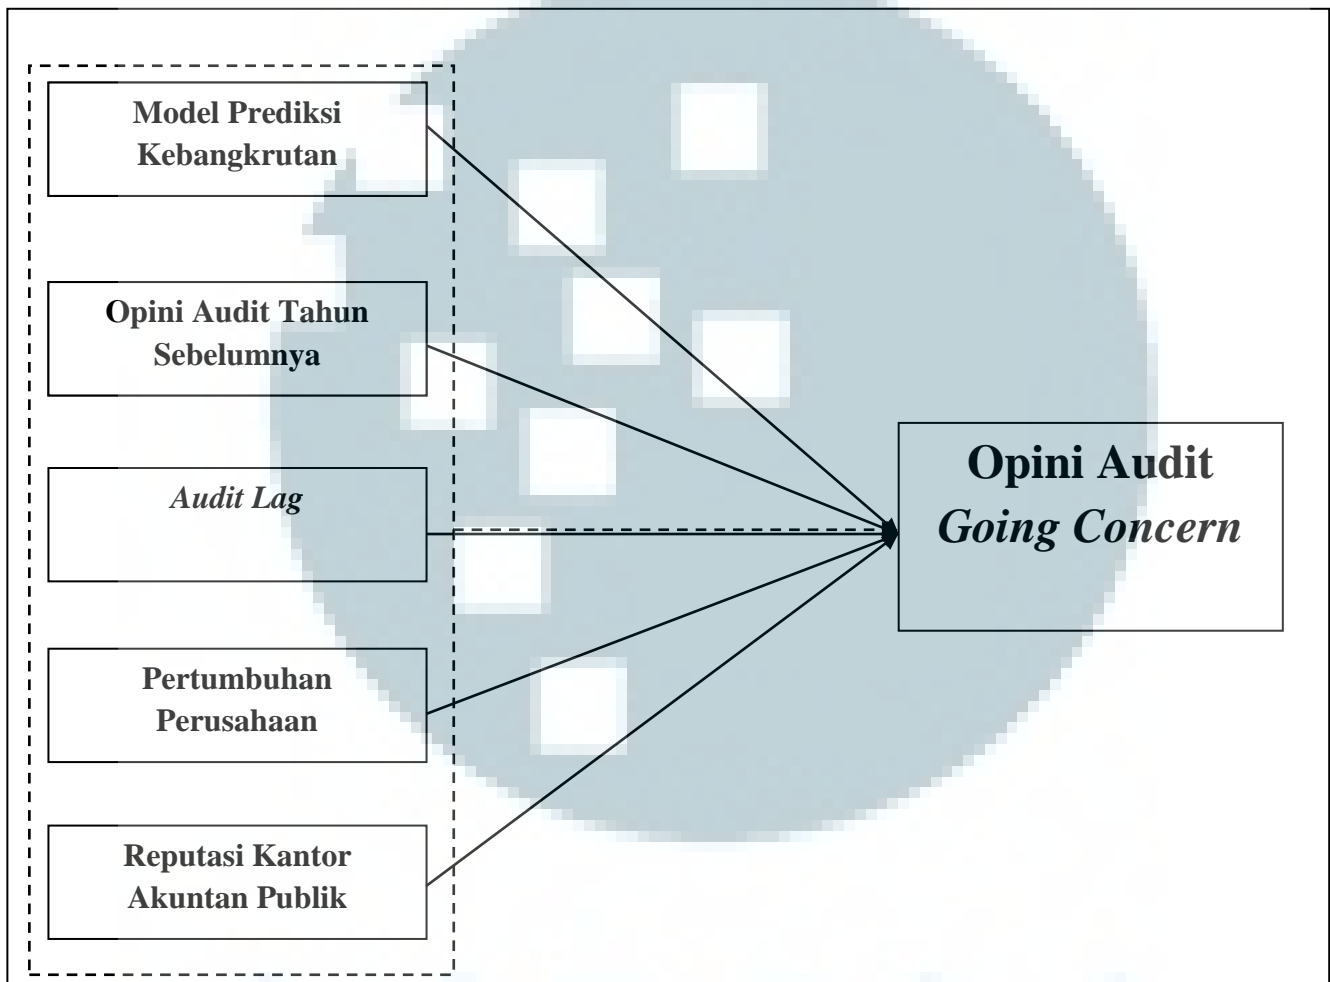 Model Prediksi
Kebangkrutan
Opini Audit Tahun
Sebelumnya
Audit Lag
Pertumbuhan
Perusahaan
Reputasi Kantor
Akuntan Publik
Opini Audit
Going Concern